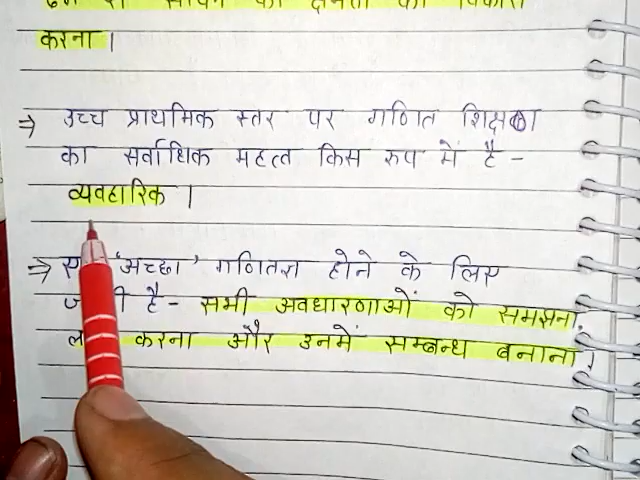 करना।
⇒ उच्च प्राथमिक स्तर पर गणित शिक्षण
का सर्वाधिक महत्त किस रुप में है -
व्यवहारिक ।
⇒ 'अच्छा' गणितज्ञ होने के लिए
है - सभी अवधारणाओं को समझना,
करना और उनमें सम्बन्ध बनाना।